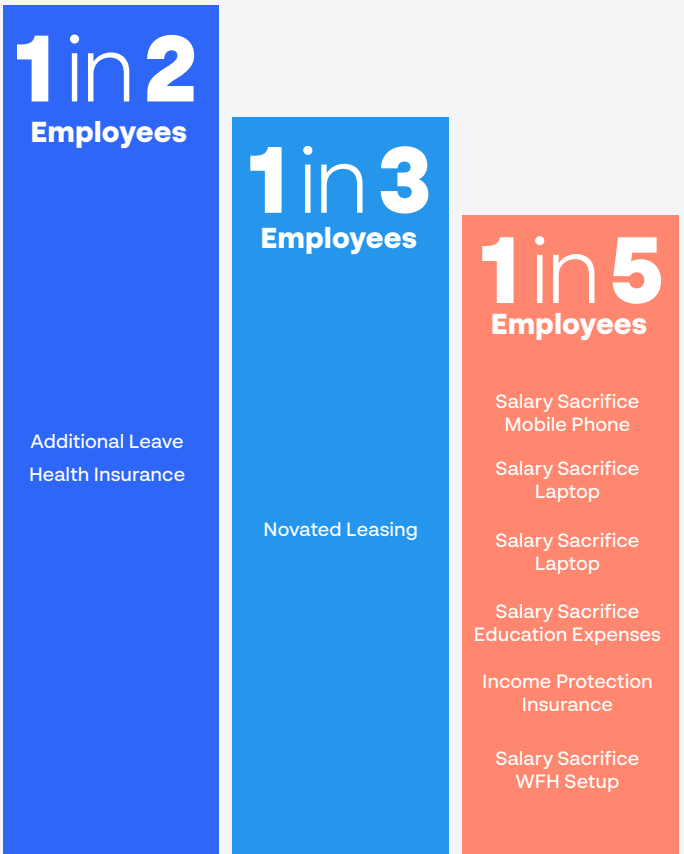 1 in 2
Employees
Additional Leave
Health Insurance
1 in 3
Employees
Novated Leasing
1 in 5
Employees
Salary Sacrifice
Mobile Phone
Salary Sacrifice
Laptop
Salary Sacrifice
Laptop
Salary Sacrifice
Education Expenses
Income Protection
Insurance
Salary Sacrifice
WFH Setup